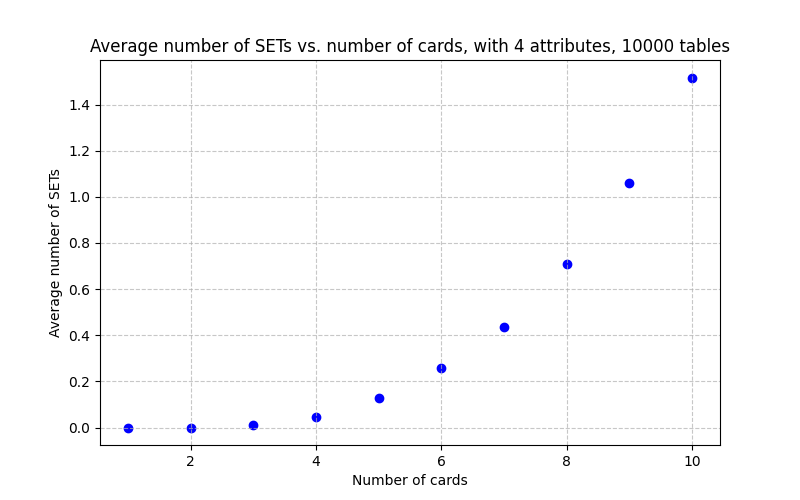 Average number of SETs vs. number of cards, with 4 attributes, 10000 tables
Average number of SETs
1.4
1.2
1.0
0.8
0.6
0.4
0.2
0.0
2 4 6 8 10
Number of cards